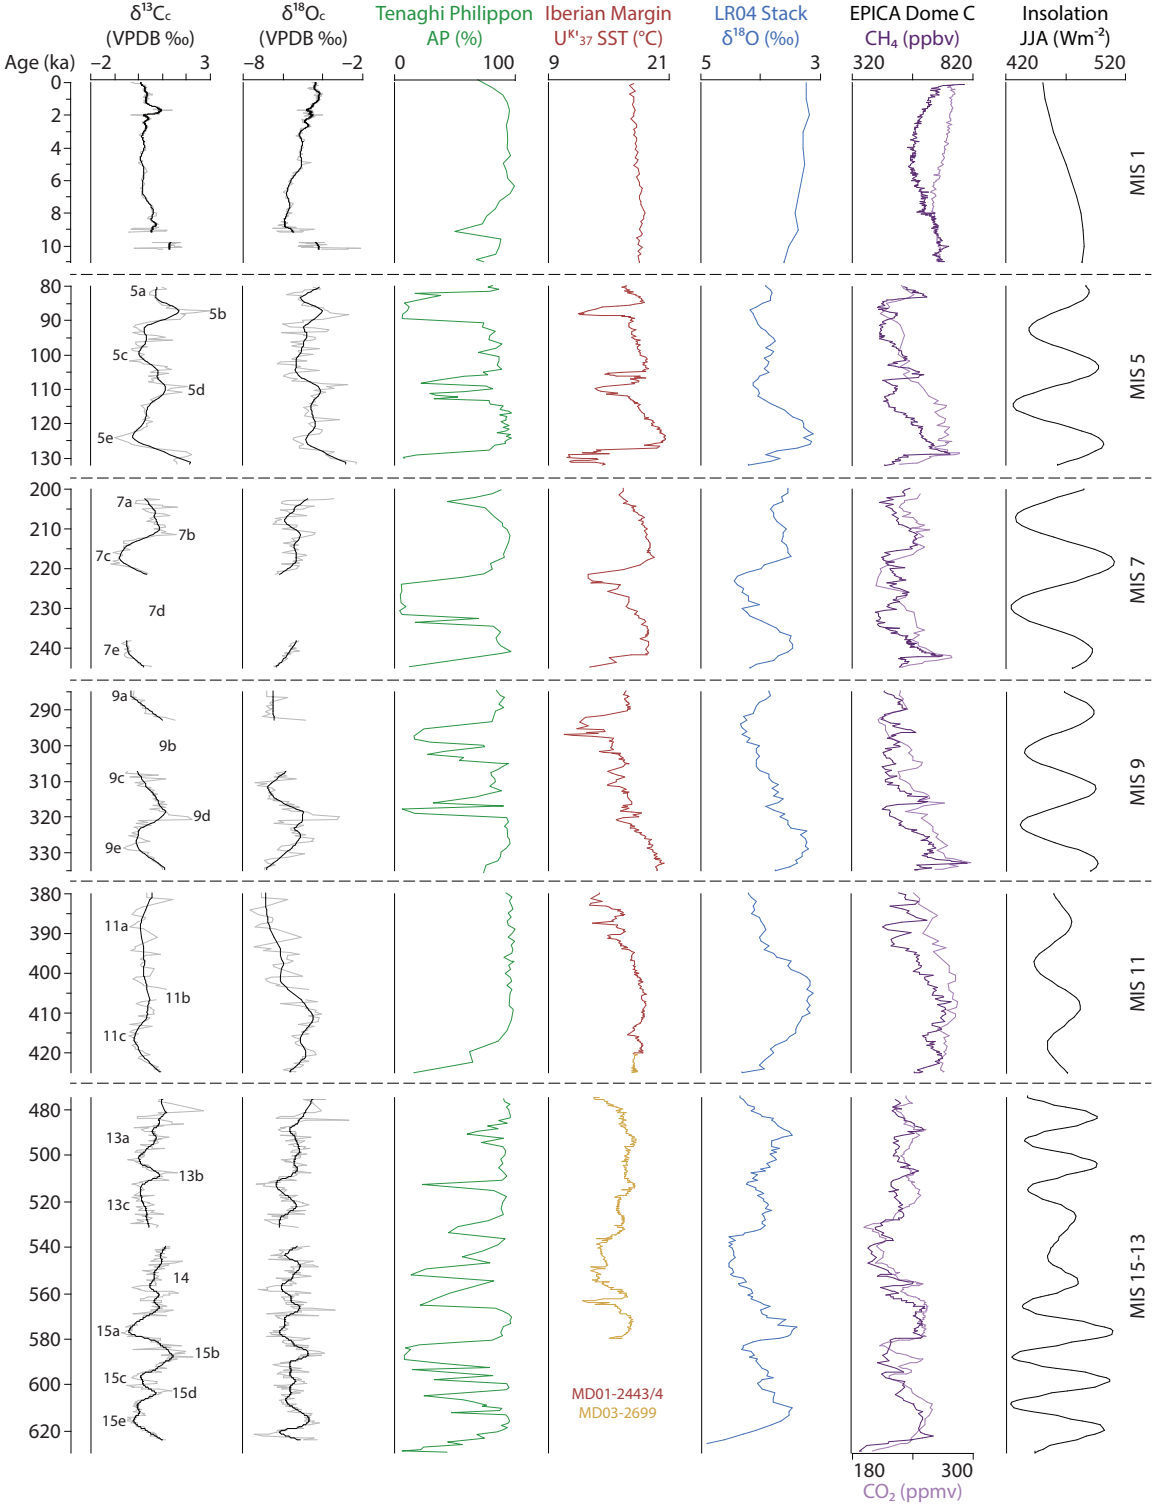 δ¹³Cc δ¹⁸Oc Tenaghi Philippon Iberian Margin LR04 Stack EPICA Dome C Insolation
(VPDB ‰) (VPDB ‰) AP (%) Uᴷ'₃₇ SST (°C) δ¹⁸O (‰) CH₄ (ppbv) JJA (Wm⁻²)
Age (ka) −2 3 −8 −2 0 100 9 21 5 3 320 820 420 520
0
2
4
6
8
10
MIS 1
80 5a
90 5b
100 5c
110 5d
120 5e
130
MIS 5
200 7a
210 7b
220 7c
230 7d
240 7e
MIS 7
290 9a
300 9b
310 9c
320 9d
330 9e
MIS 9
380
390 11a
400
410 11b
420 11c
MIS 11
480
500 13a
520 13b
13c
540
560 14
580 15a
15b
600 15c
15d
620 15e
MIS 15-13
MD01-2443/4
MD03-2699
180 300
CO₂ (ppmv)